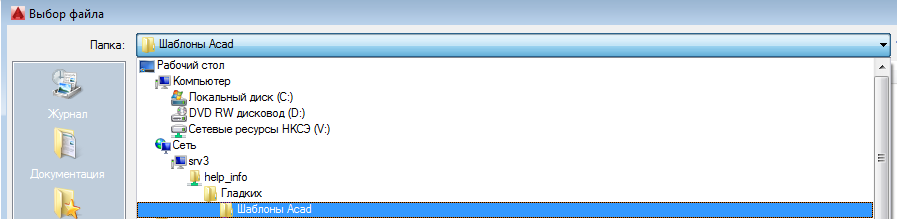 Выбор файла
Папка:
Шаблоны Acad
Рабочий стол
Компьютер
Локальный диск (C:)
DVD RW дисковод (D:)
Сетевые ресурсы НКСЭ (V:)
Сеть
srv3
help_info
Гладких
Шаблоны Acad
Журнал
Документация